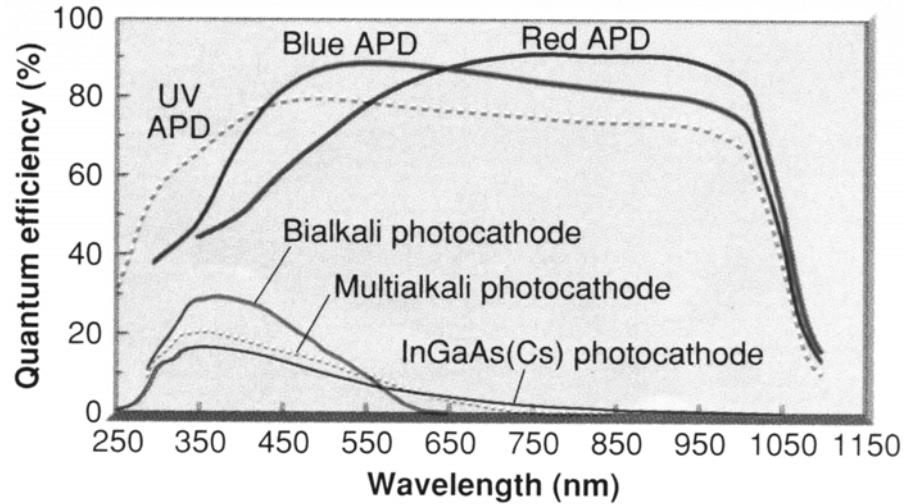 100
80
60
40
20
0
Quantum efficiency (%)
Blue APD
Red APD
UV
APD
Bialkali photocathode
Multialkali photocathode
InGaAs(Cs) photocathode
250 350 450 550 650 750 850 950 1050 1150
Wavelength (nm)